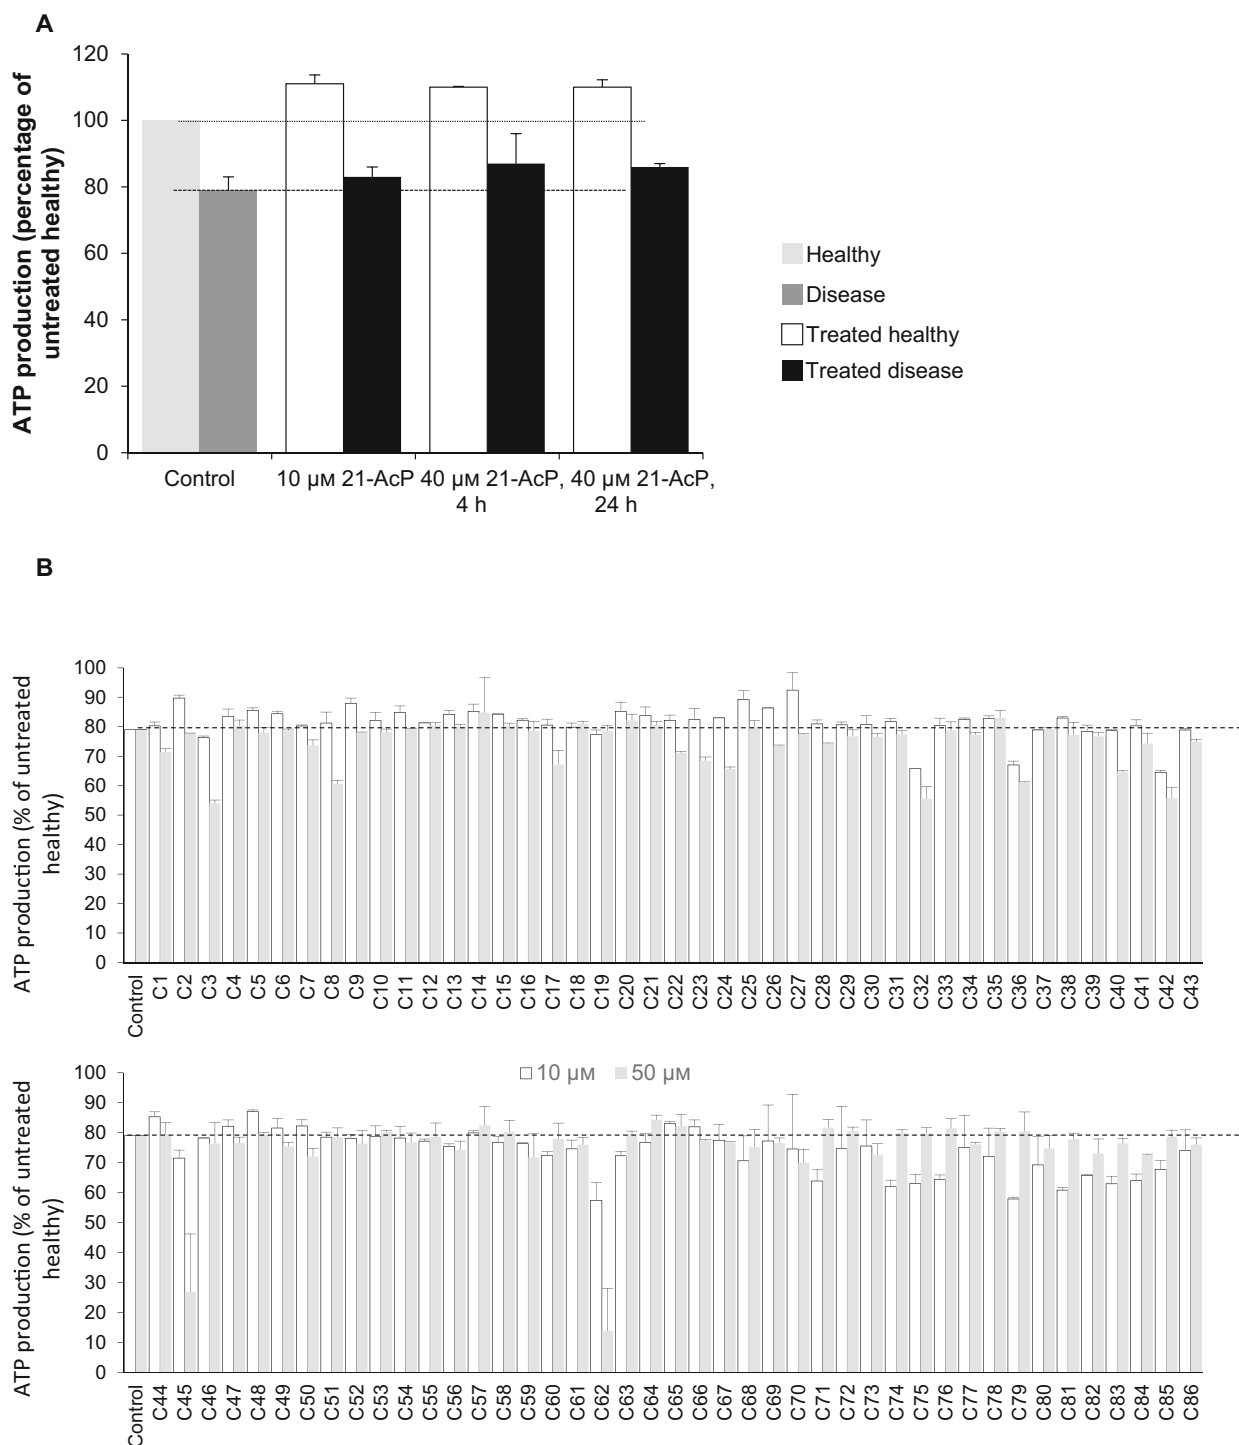 A
ATP production (percentage of
untreated healthy)
120
100
80
60
40
20
0
Control
10 µM 21-AcP
40 µM 21-AcP,
4 h
40 µM 21-AcP,
24 h
Healthy
Disease
Treated healthy
Treated disease
B
ATP production (% of untreated
healthy)
100
90
80
70
60
50
40
30
20
10
0
Control
C1
C2
C3
C4
C5
C6
C7
C8
C9
C10
C11
C12
C13
C14
C15
C16
C17
C18
C19
C20
C21
C22
C23
C24
C25
C26
C27
C28
C29
C30
C31
C32
C33
C34
C35
C36
C37
C38
C39
C40
C41
C42
C43
ATP production (% of untreated
healthy)
100
90
80
70
60
50
40
30
20
10
0
10 µM
50 µM
Control
C44
C45
C46
C47
C48
C49
C50
C51
C52
C53
C54
C55
C56
C57
C58
C59
C60
C61
C62
C63
C64
C65
C66
C67
C68
C69
C70
C71
C72
C73
C74
C75
C76
C77
C78
C79
C80
C81
C82
C83
C84
C85
C86